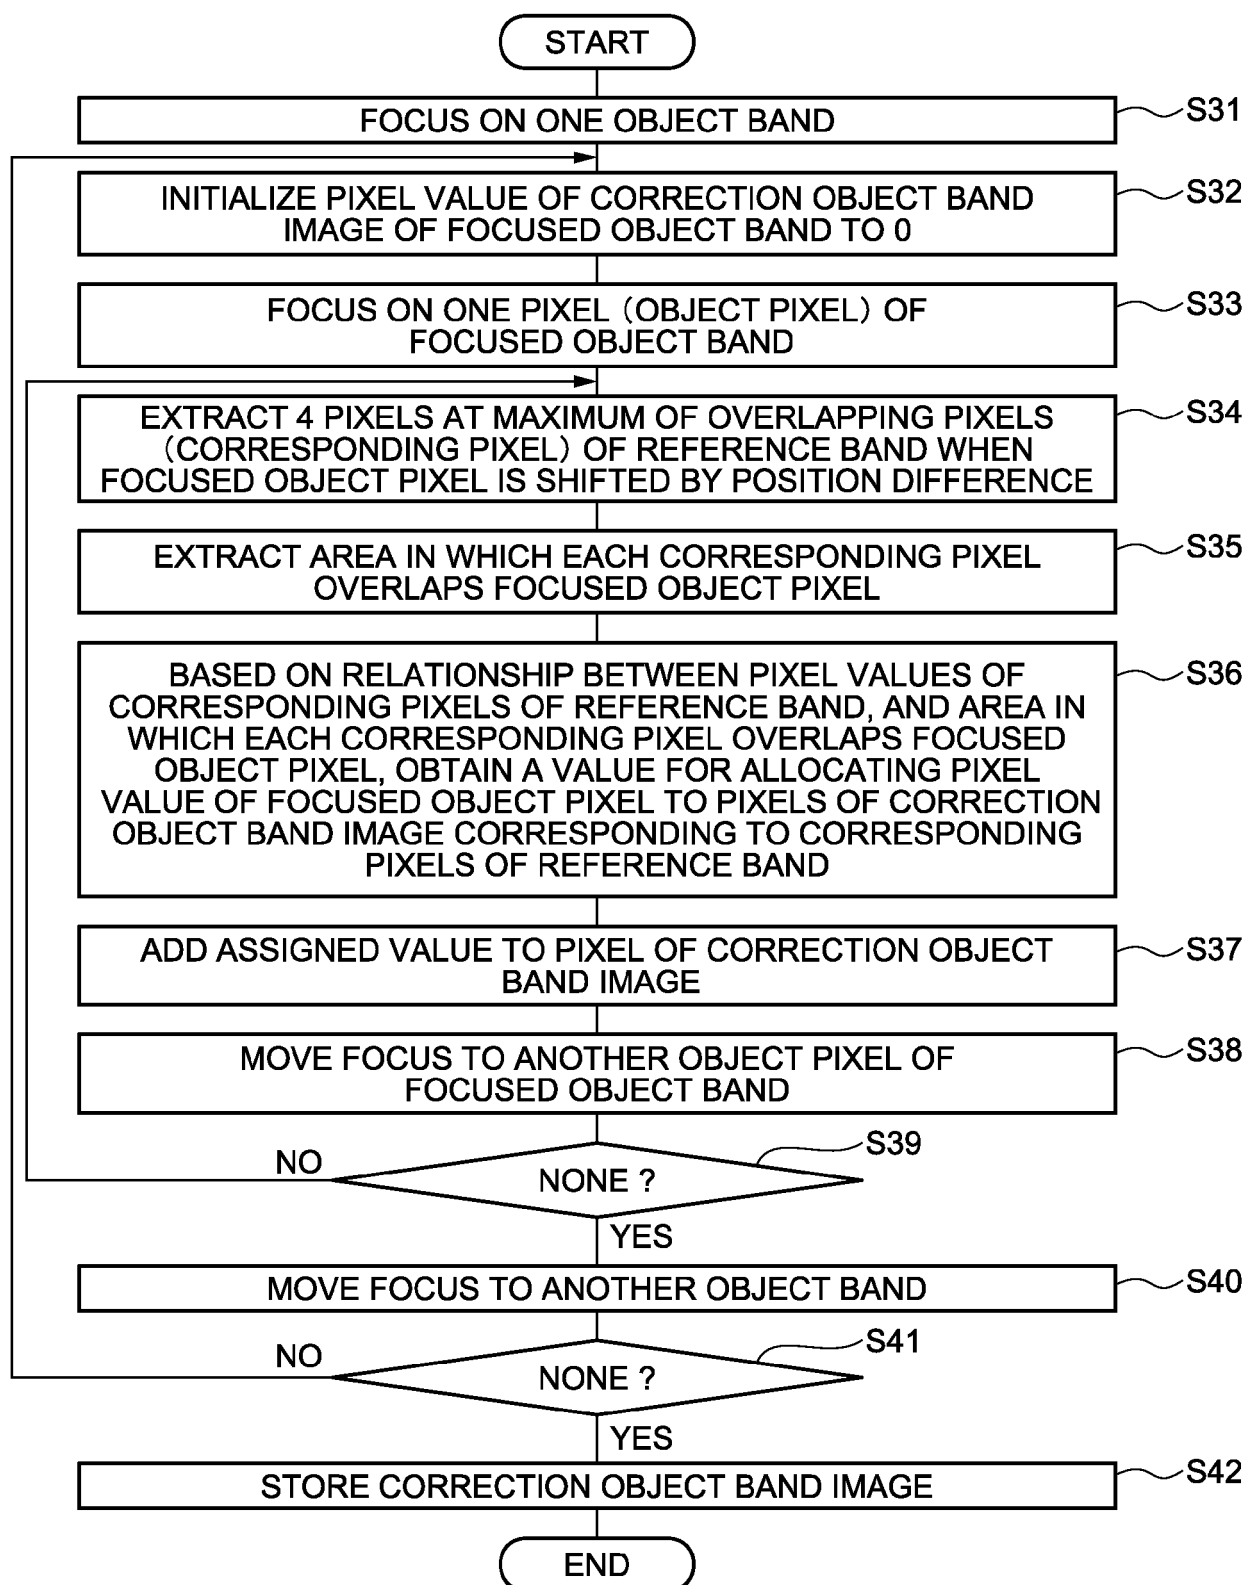 START
FOCUS ON ONE OBJECT BAND
S31
INITIALIZE PIXEL VALUE OF CORRECTION OBJECT BAND
IMAGE OF FOCUSED OBJECT BAND TO 0
S32
FOCUS ON ONE PIXEL (OBJECT PIXEL) OF
FOCUSED OBJECT BAND
S33
EXTRACT 4 PIXELS AT MAXIMUM OF OVERLAPPING PIXELS
(CORRESPONDING PIXEL) OF REFERENCE BAND WHEN
FOCUSED OBJECT PIXEL IS SHIFTED BY POSITION DIFFERENCE
S34
EXTRACT AREA IN WHICH EACH CORRESPONDING PIXEL
OVERLAPS FOCUSED OBJECT PIXEL
S35
BASED ON RELATIONSHIP BETWEEN PIXEL VALUES OF
CORRESPONDING PIXELS OF REFERENCE BAND, AND AREA IN
WHICH EACH CORRESPONDING PIXEL OVERLAPS FOCUSED
OBJECT PIXEL, OBTAIN A VALUE FOR ALLOCATING PIXEL
VALUE OF FOCUSED OBJECT PIXEL TO PIXELS OF CORRECTION
OBJECT BAND IMAGE CORRESPONDING TO CORRESPONDING
PIXELS OF REFERENCE BAND
S36
ADD ASSIGNED VALUE TO PIXEL OF CORRECTION OBJECT
BAND IMAGE
S37
MOVE FOCUS TO ANOTHER OBJECT PIXEL OF
FOCUSED OBJECT BAND
S38
S39
NO
NONE ?
YES
MOVE FOCUS TO ANOTHER OBJECT BAND
S40
S41
NO
NONE ?
YES
STORE CORRECTION OBJECT BAND IMAGE
S42
END